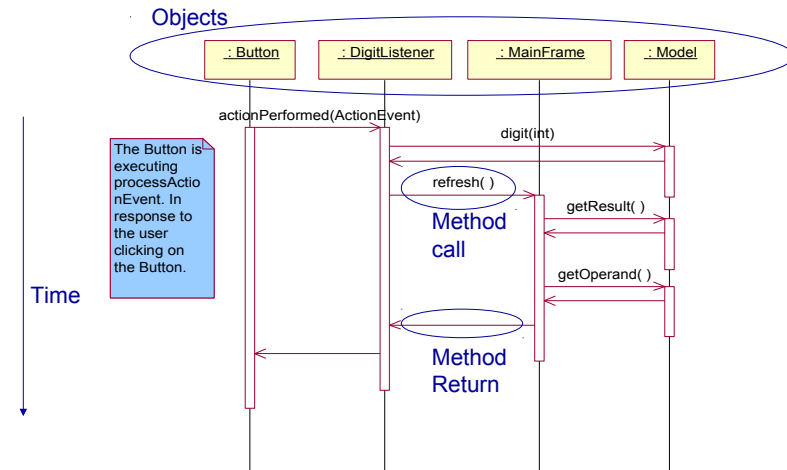 Objects
: Button
: DigitListener
: MainFrame
: Model
actionPerformed(ActionEvent)
digit(int)
The Button is
executing
processActio
nEvent. In
response to
the user
clicking on
the Button.
refresh( )
getResult( )
Method
call
getOperand( )
Time
Method
Return